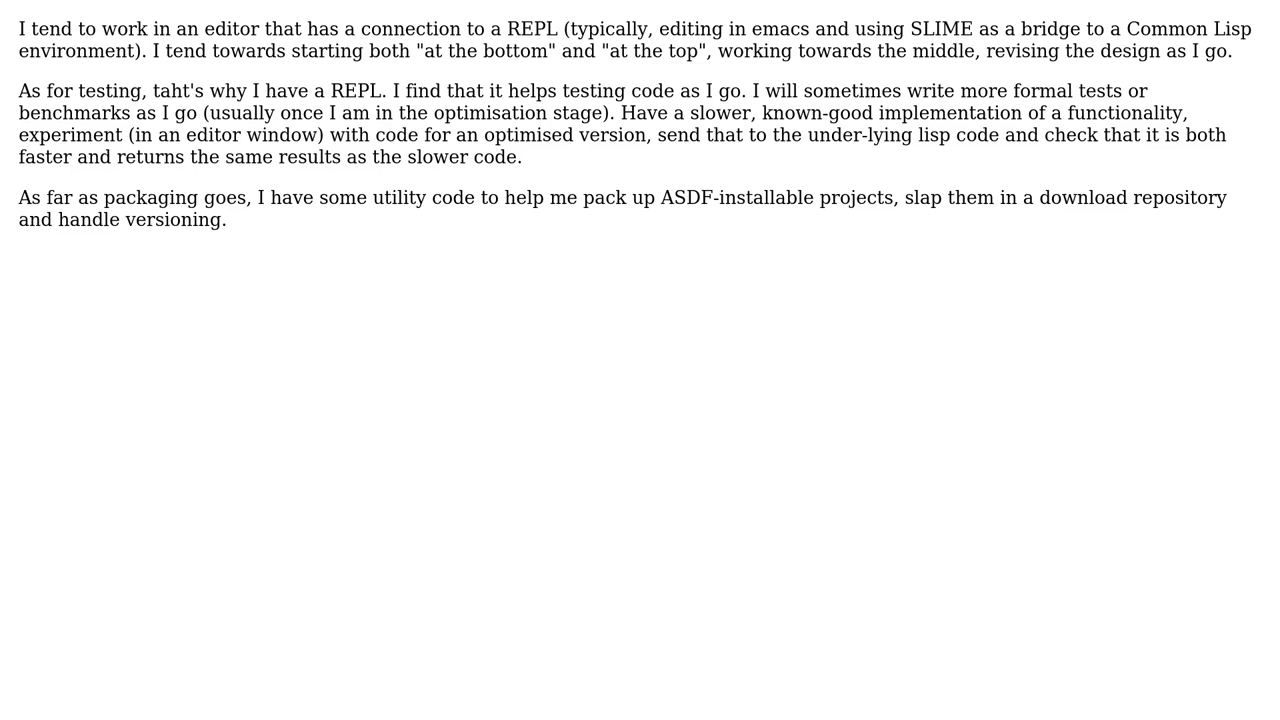 I tend to work in an editor that has a connection to a REPL (typically, editing in emacs and using SLIME as a bridge to a Common Lisp
environment). I tend towards starting both "at the bottom" and "at the top", working towards the middle, revising the design as I go.
As for testing, taht's why I have a REPL. I find that it helps testing code as I go. I will sometimes write more formal tests or
benchmarks as I go (usually once I am in the optimisation stage). Have a slower, known-good implementation of a functionality,
experiment (in an editor window) with code for an optimised version, send that to the under-lying lisp code and check that it is both
faster and returns the same results as the slower code.
As far as packaging goes, I have some utility code to help me pack up ASDF-installable projects, slap them in a download repository
and handle versioning.